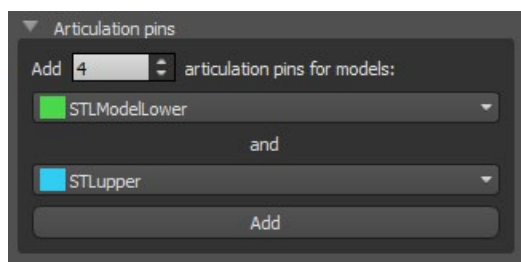 Articulation pins
Add 4 articulation pins for models:
STLModelLower
and
STLupper
Add